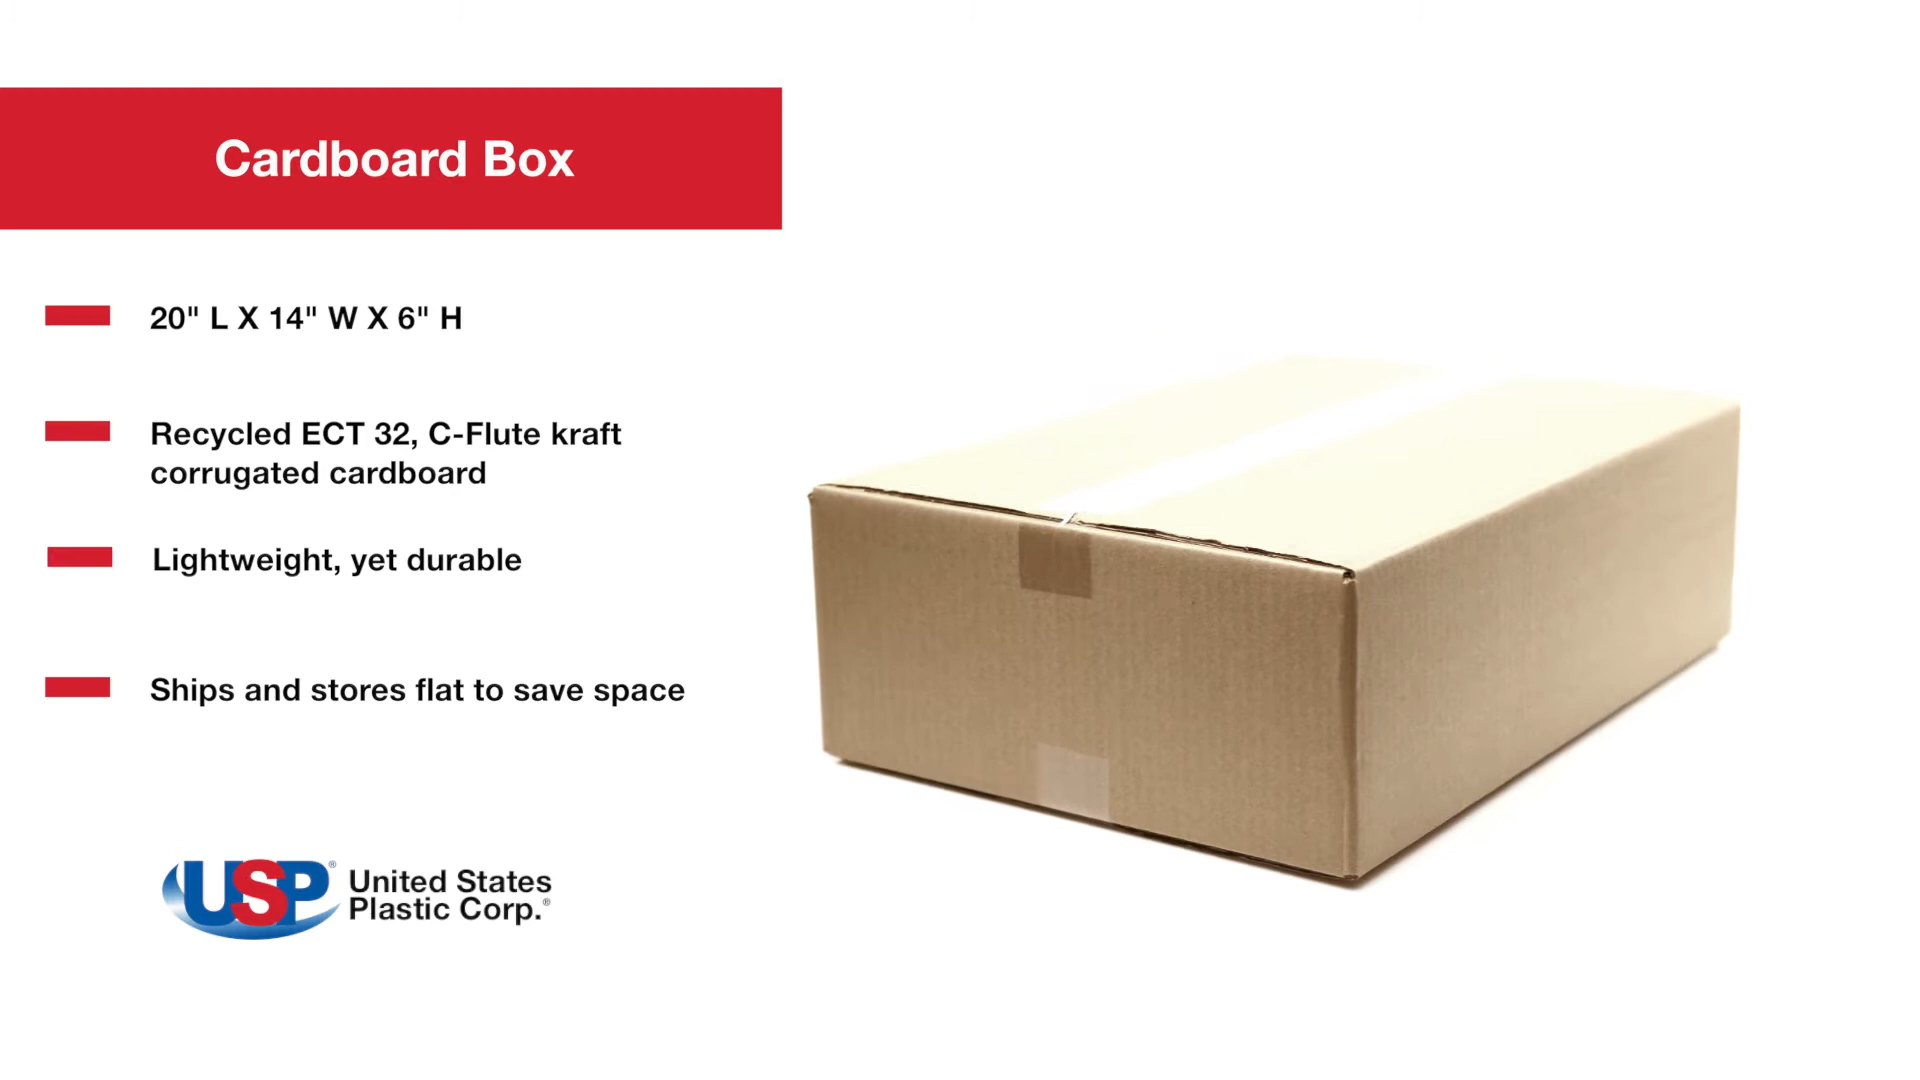 Cardboard Box
20" L X 14" W X 6" H
Recycled ECT 32, C-Flute kraft
corrugated cardboard
Lightweight, yet durable
Ships and stores flat to save space
USP®
United States
Plastic Corp.®